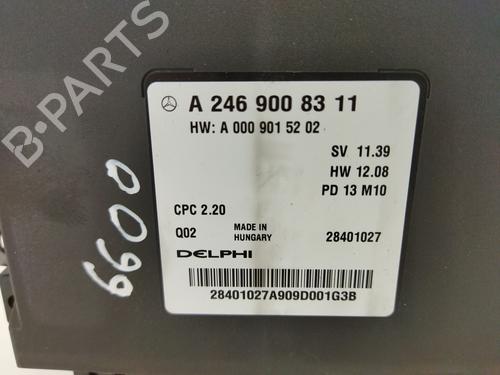 A 246 900 83 11
HW: A 000 901 52 02
SV 11.39
HW 12.08
PD 13 M10
CPC 2.20
Q02
MADE IN
HUNGARY
28401027
DELPHI
28401027A909D001G3B
6600
B-PARTS